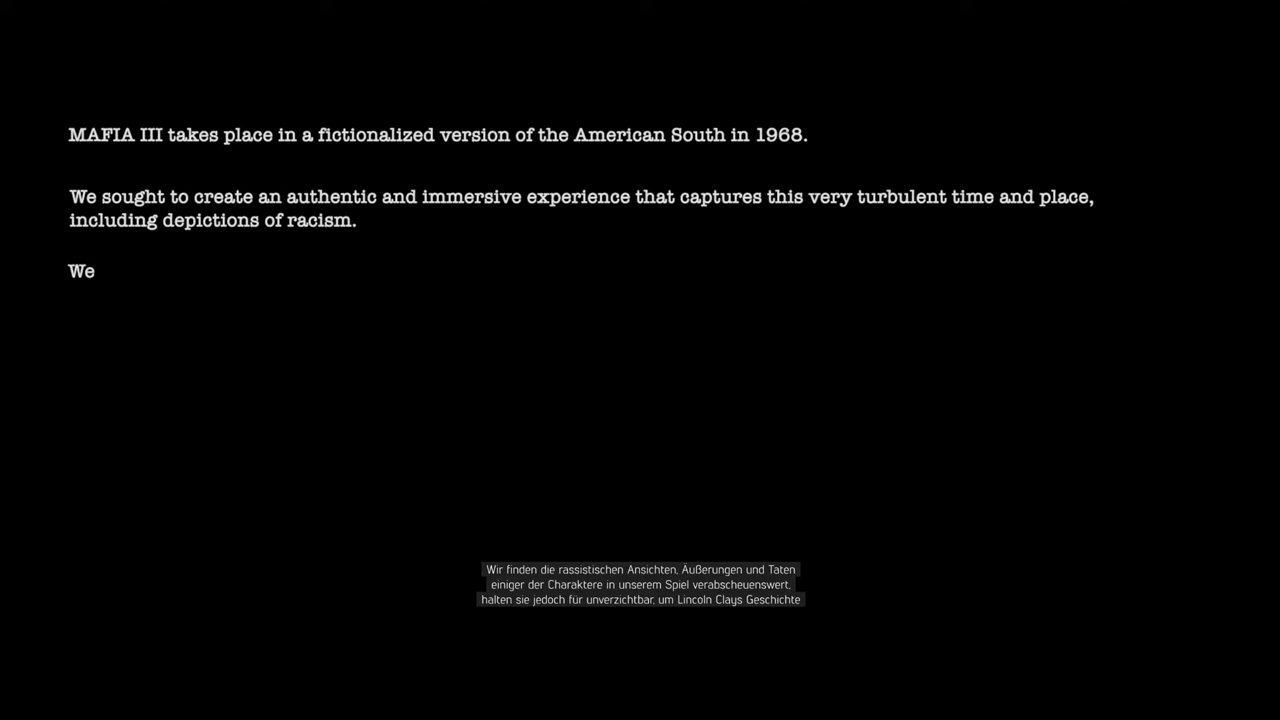 MAFIA III takes place in a fictionalized version of the American South in 1968.
We sought to create an authentic and immersive experience that captures this very turbulent time and place,
including depictions of racism.
We
Wir finden die rassistischen Ansichten, Äußerungen und Taten
einiger der Charaktere in unserem Spiel verabscheuenswert,
halten sie jedoch für unverzichtbar, um Lincoln Clays Geschichte